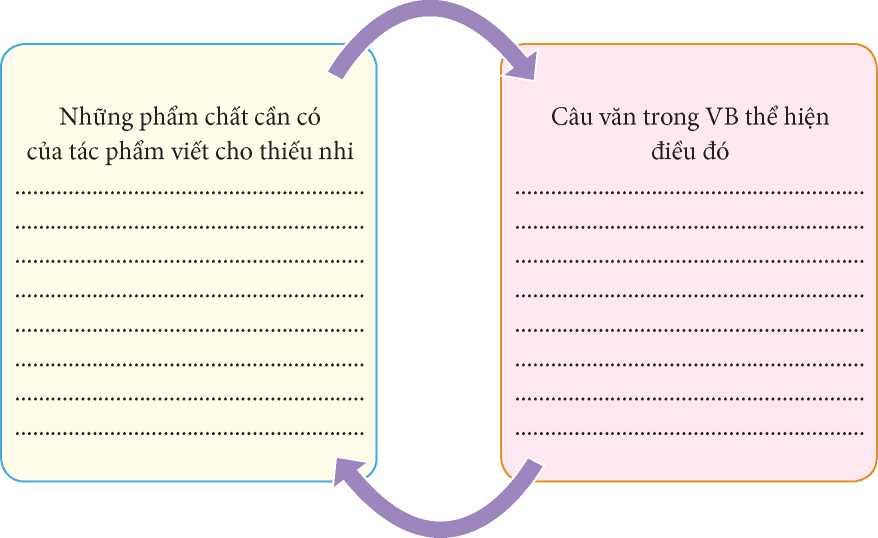 Những phẩm chất cần có
của tác phẩm viết cho thiếu nhi
Câu văn trong VB thể hiện
điều đó